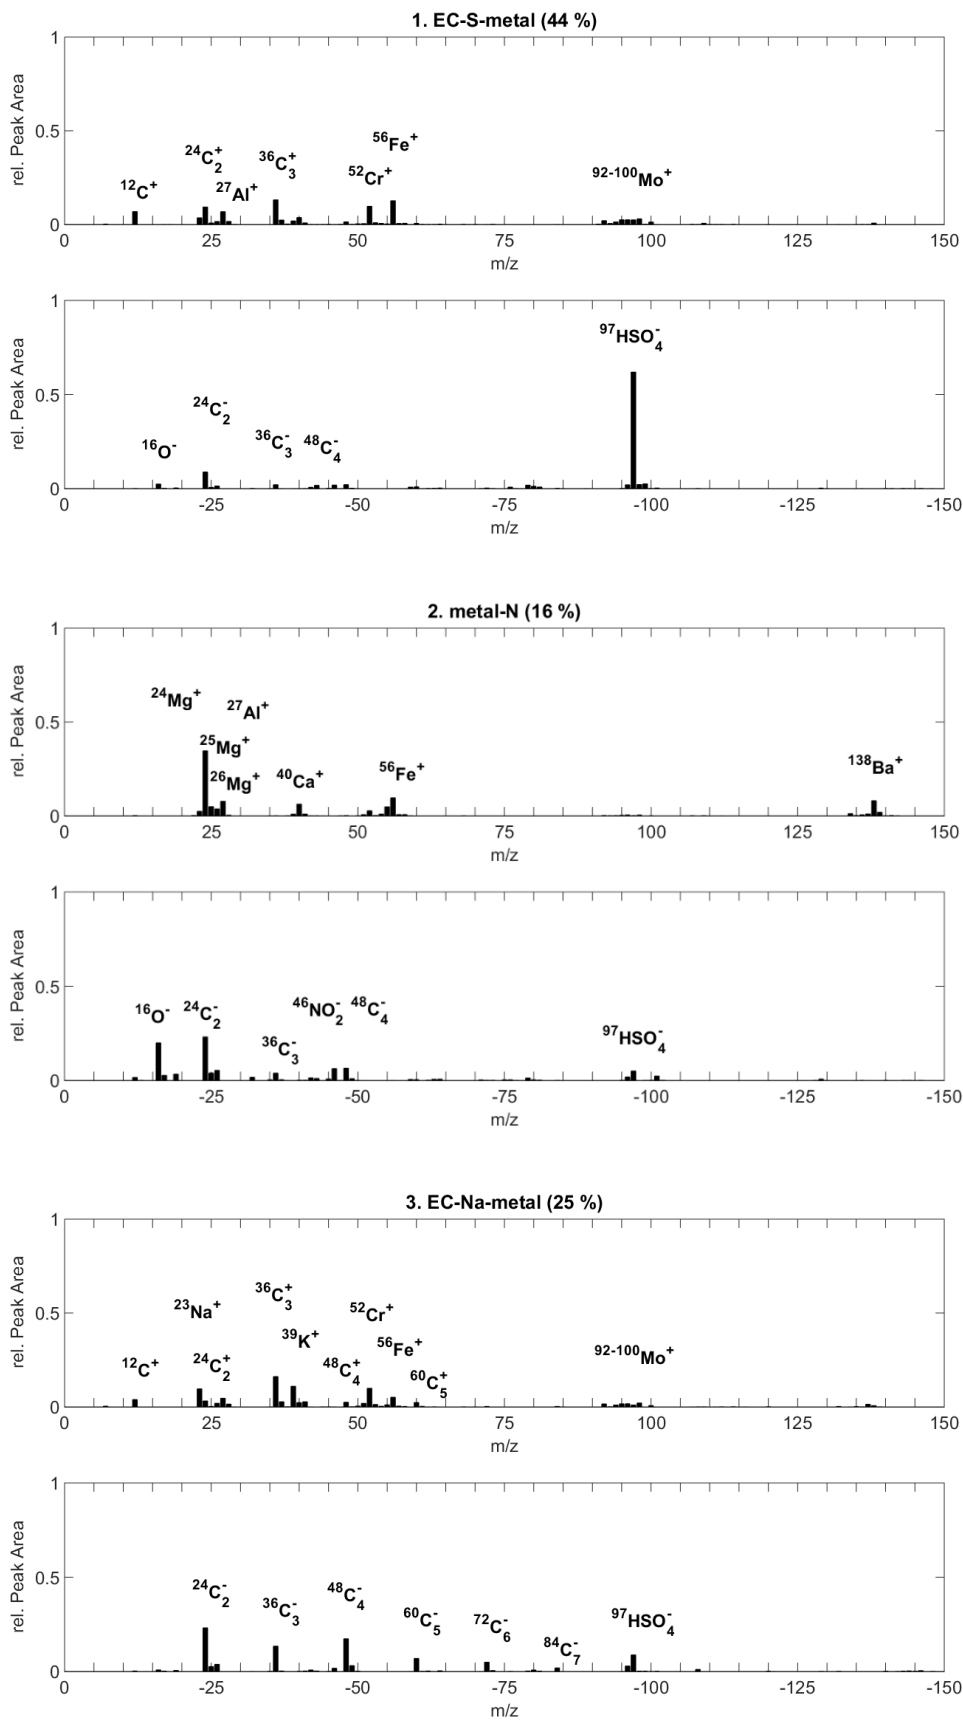 1. EC-S-metal (44 %)
1
0.5
0
rel. Peak Area
¹²C⁺
²⁴C₂⁺
²⁷Al⁺
³⁶C₃⁺
⁵²Cr⁺
⁵⁶Fe⁺
⁹²⁻¹⁰⁰Mo⁺
0 25 50 75 100 125 150
m/z
1
0.5
0
rel. Peak Area
¹⁶O⁻
²⁴C₂⁻
³⁶C₃⁻
⁴⁸C₄⁻
⁹⁷HSO₄⁻
0 -25 -50 -75 -100 -125 -150
m/z
2. metal-N (16 %)
1
0.5
0
rel. Peak Area
²⁴Mg⁺
²⁷Al⁺
²⁵Mg⁺
²⁶Mg⁺
⁴⁰Ca⁺
⁵⁶Fe⁺
¹³⁸Ba⁺
0 25 50 75 100 125 150
m/z
1
0.5
0
rel. Peak Area
¹⁶O⁻
²⁴C₂⁻
³⁶C₃⁻
⁴⁶NO₂⁻
⁴⁸C₄⁻
⁹⁷HSO₄⁻
0 -25 -50 -75 -100 -125 -150
m/z
3. EC-Na-metal (25 %)
1
0.5
0
rel. Peak Area
¹²C⁺
²³Na⁺
²⁴C₂⁺
³⁶C₃⁺
³⁹K⁺
⁴⁸C₄⁺
⁵²Cr⁺
⁵⁶Fe⁺
⁶⁰C₅⁺
⁹²⁻¹⁰⁰Mo⁺
0 25 50 75 100 125 150
m/z
1
0.5
0
rel. Peak Area
²⁴C₂⁻
³⁶C₃⁻
⁴⁸C₄⁻
⁶⁰C₅⁻
⁷²C₆⁻
⁸⁴C₇⁻
⁹⁷HSO₄⁻
0 -25 -50 -75 -100 -125 -150
m/z